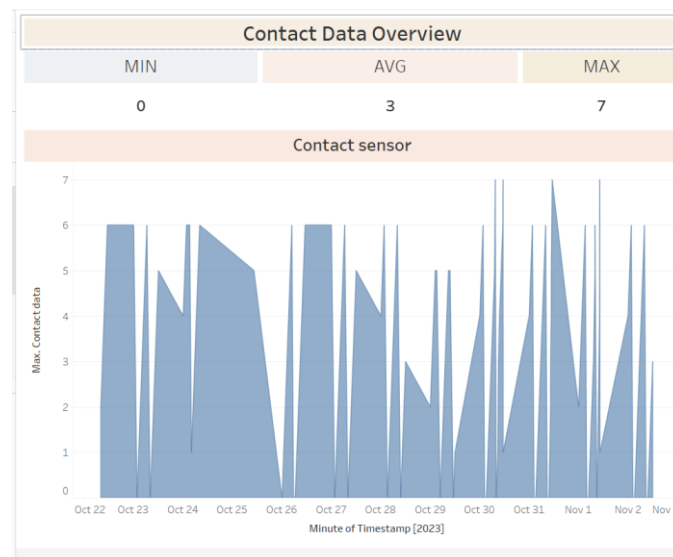 Contact Data Overview
MIN AVG MAX
0 3 7
Contact sensor
7
6
5
4
3
2
1
0
Max. Contact data
Oct 22 Oct 23 Oct 24 Oct 25 Oct 26 Oct 27 Oct 28 Oct 29 Oct 30 Oct 31 Nov 1 Nov 2 Nov
Minute of Timestamp [2023]